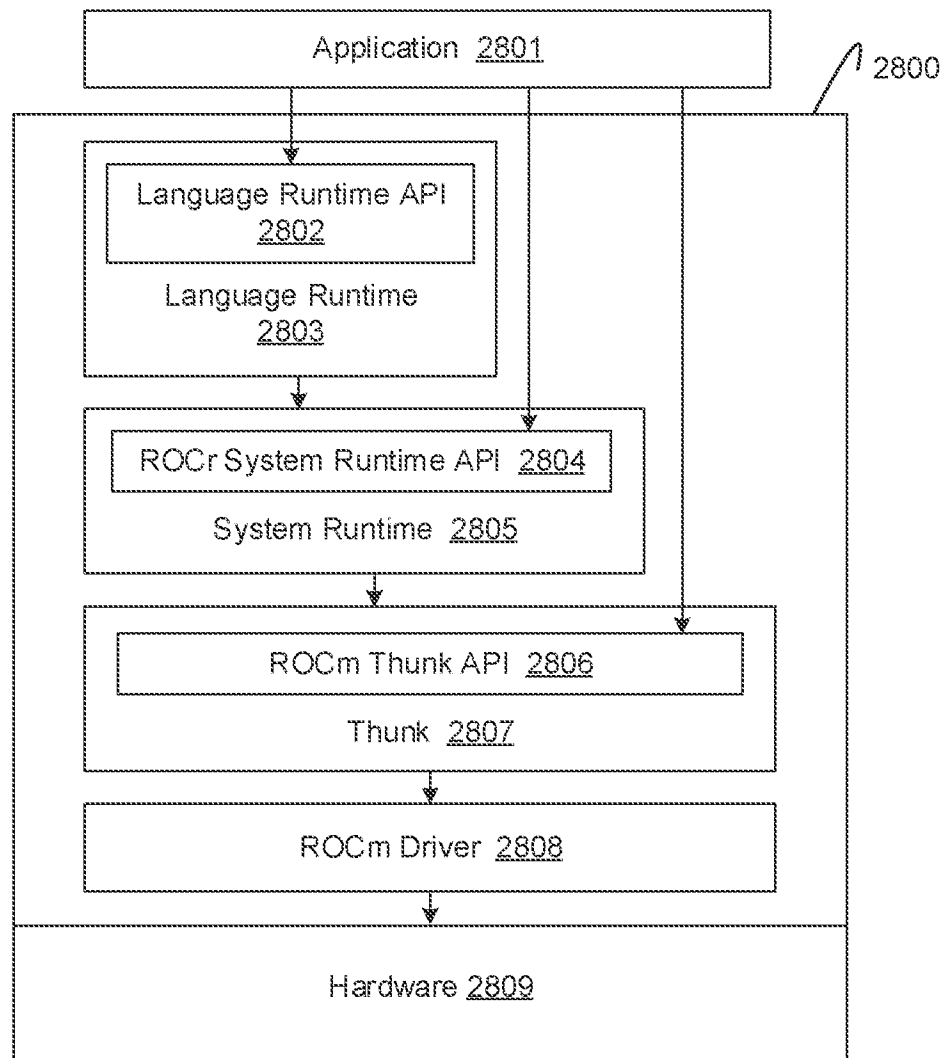 Application 2801
2800
Language Runtime API
2802
Language Runtime
2803
ROCr System Runtime API 2804
System Runtime 2805
ROCm Thunk API 2806
Thunk 2807
ROCm Driver 2808
Hardware 2809